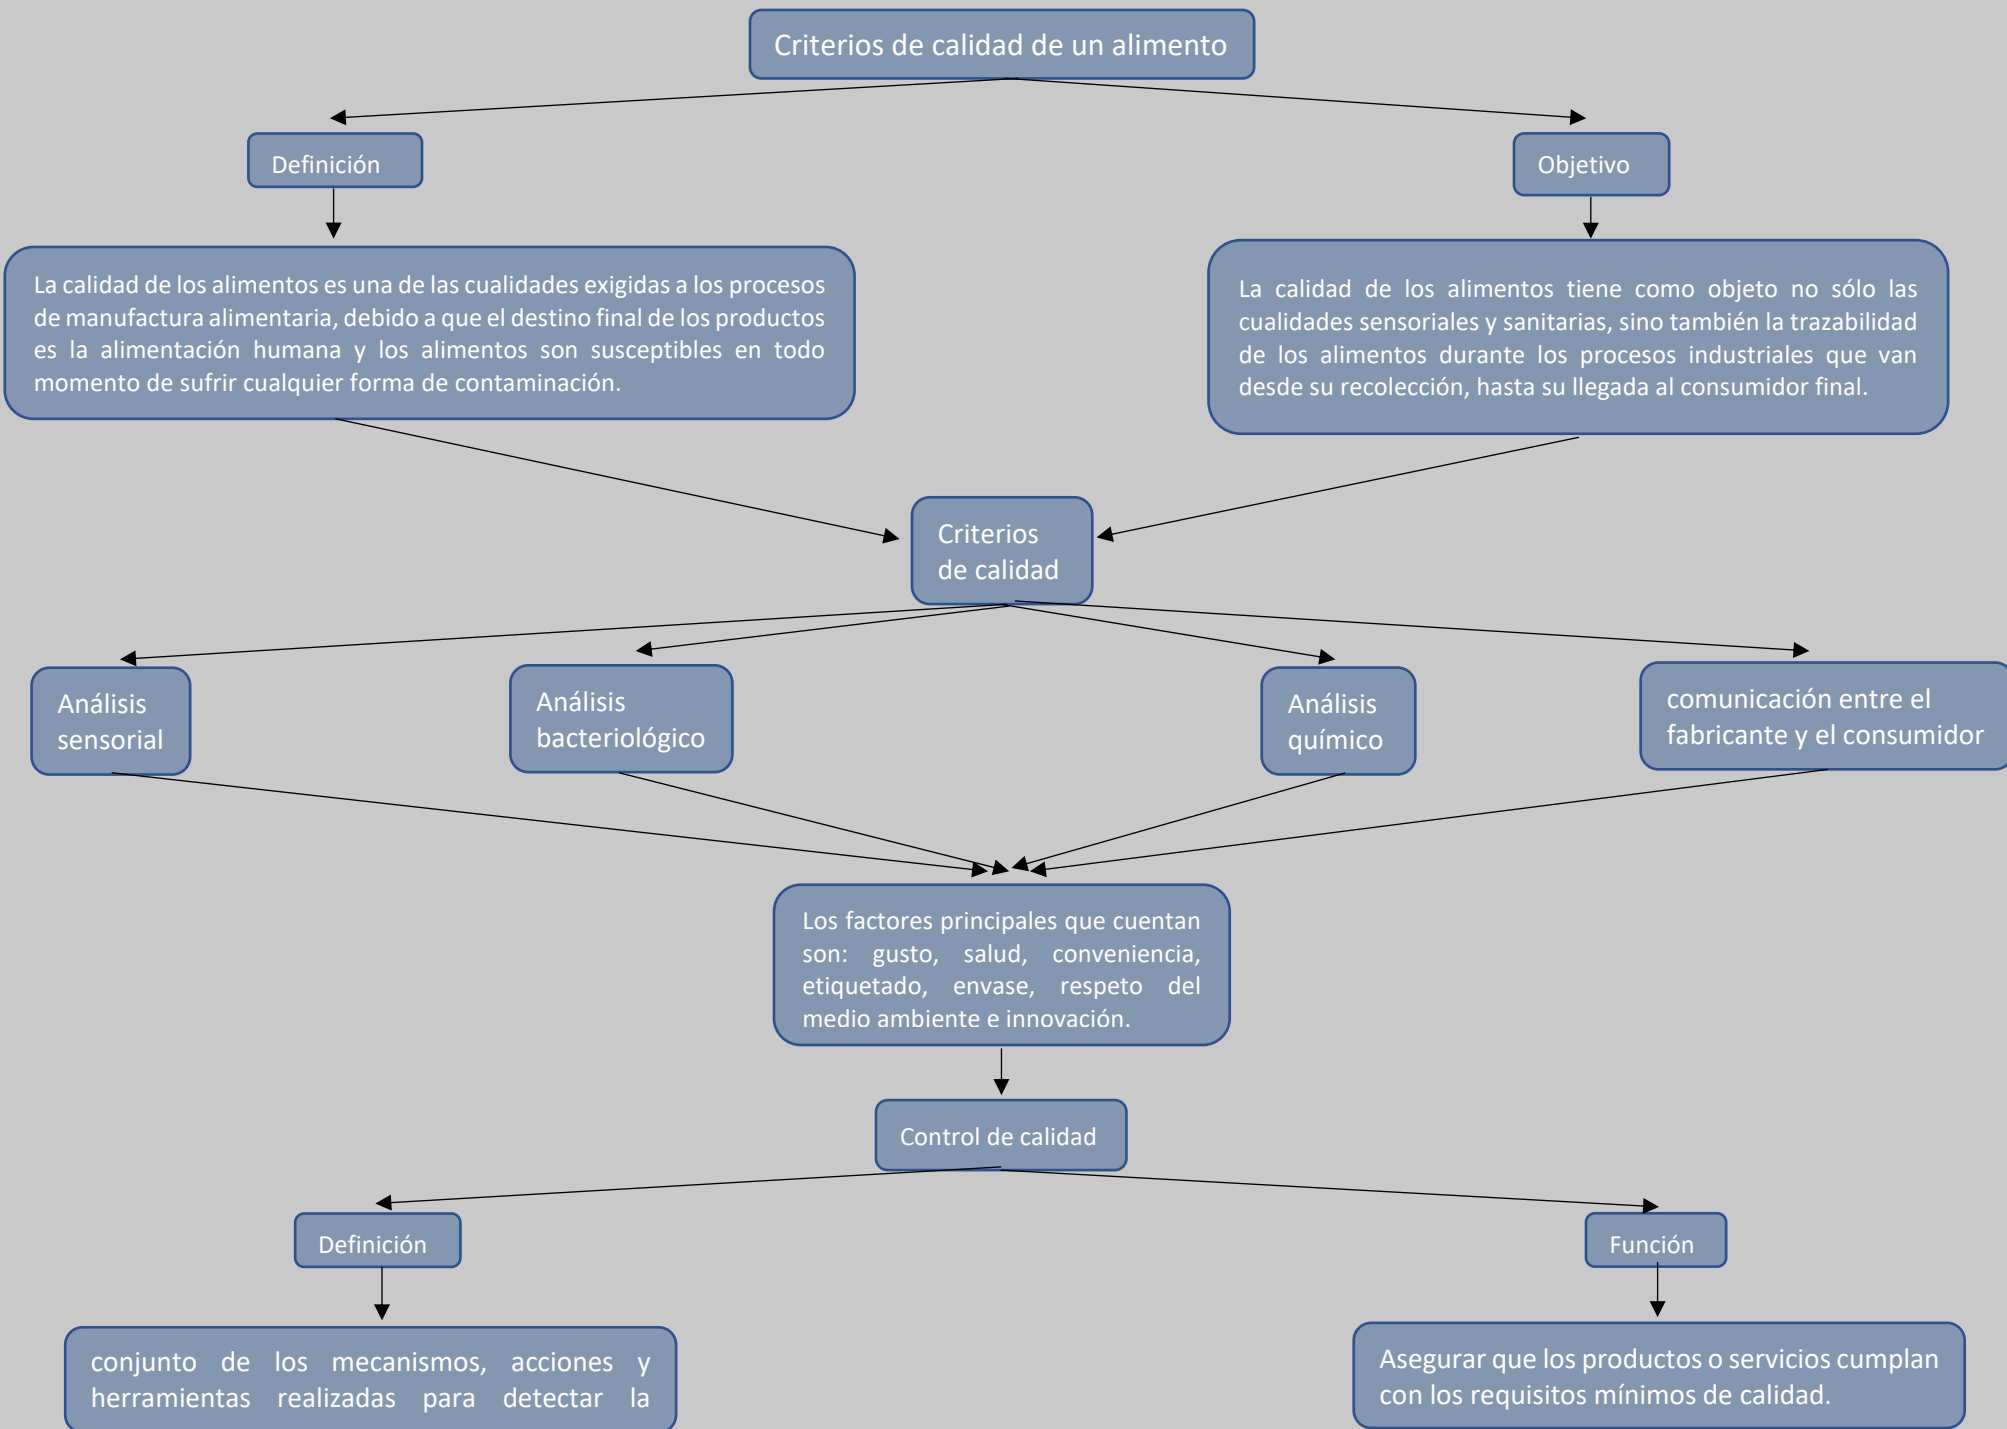 Criterios de calidad de un alimento
Definición
Objetivo
La calidad de los alimentos es una de las cualidades exigidas a los procesos
de manufactura alimentaria, debido a que el destino final de los productos
es la alimentación humana y los alimentos son susceptibles en todo
momento de sufrir cualquier forma de contaminación.
La calidad de los alimentos tiene como objeto no sólo las
cualidades sensoriales y sanitarias, sino también la trazabilidad
de los alimentos durante los procesos industriales que van
desde su recolección, hasta su llegada al consumidor final.
Criterios
de calidad
Análisis
sensorial
Análisis
bacteriológico
Análisis
químico
comunicación entre el
fabricante y el consumidor
Los factores principales que cuentan
son: gusto, salud, conveniencia,
etiquetado, envase, respeto del
medio ambiente e innovación.
Control de calidad
Definición
Función
conjunto de los mecanismos, acciones y
herramientas realizadas para detectar la
Asegurar que los productos o servicios cumplan
con los requisitos mínimos de calidad.